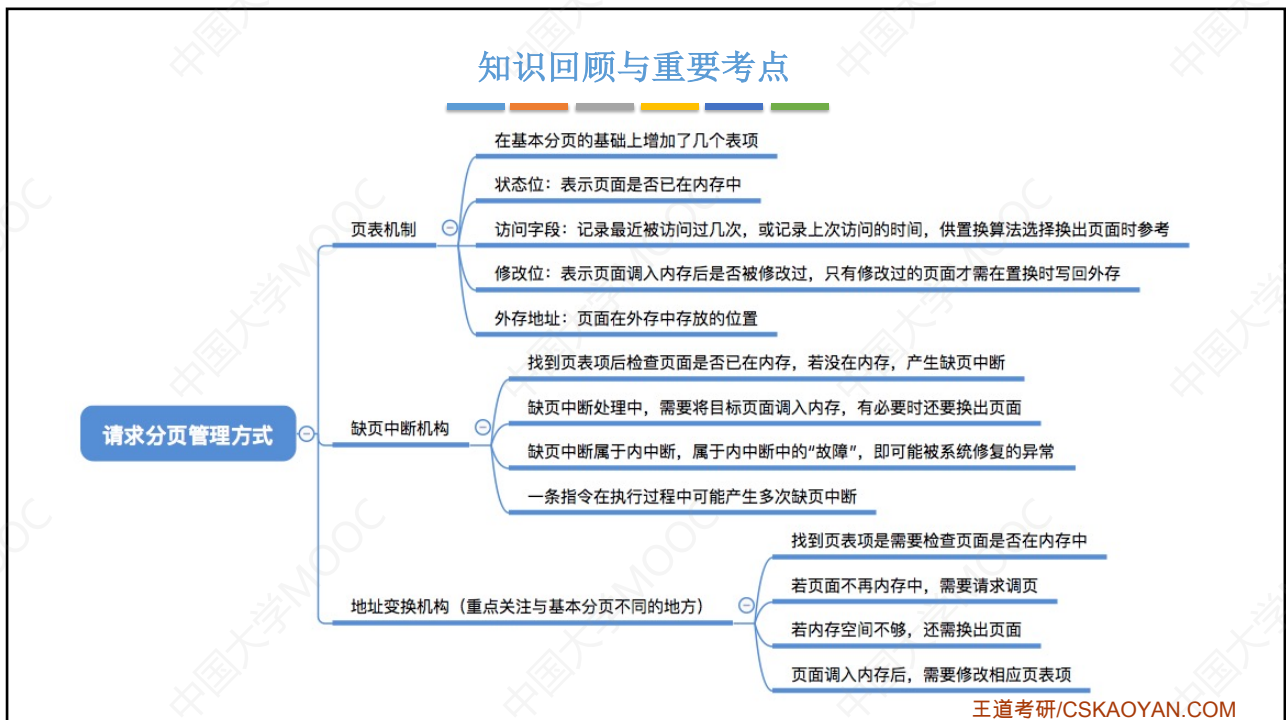 知识回顾与重要考点
在基本分页的基础上增加了几个表项
状态位：表示页面是否已在内存中
页表机制
访问字段：记录最近被访问过几次，或记录上次访问的时间，供置换算法选择换出页面时参考
修改位：表示页面调入内存后是否被修改过，只有修改过的页面才需在置换时写回外存
外存地址：页面在外存中存放的位置
找到页表项后检查页面是否已在内存，若没在内存，产生缺页中断
缺页中断处理中，需要将目标页面调入内存，有必要时还要换出页面
请求分页管理方式
缺页中断机构
缺页中断属于内中断，属于内中断中的“故障”，即可能被系统修复的异常
一条指令在执行过程中可能产生多次缺页中断
找到页表项是需要检查页面是否在内存中
若页面不再内存中，需要请求调页
地址变换机构（重点关注与基本分页不同的地方）
若内存空间不够，还需换出页面
页面调入内存后，需要修改相应页表项
王道考研/CSKAOYAN.COM
中国大学MOOC